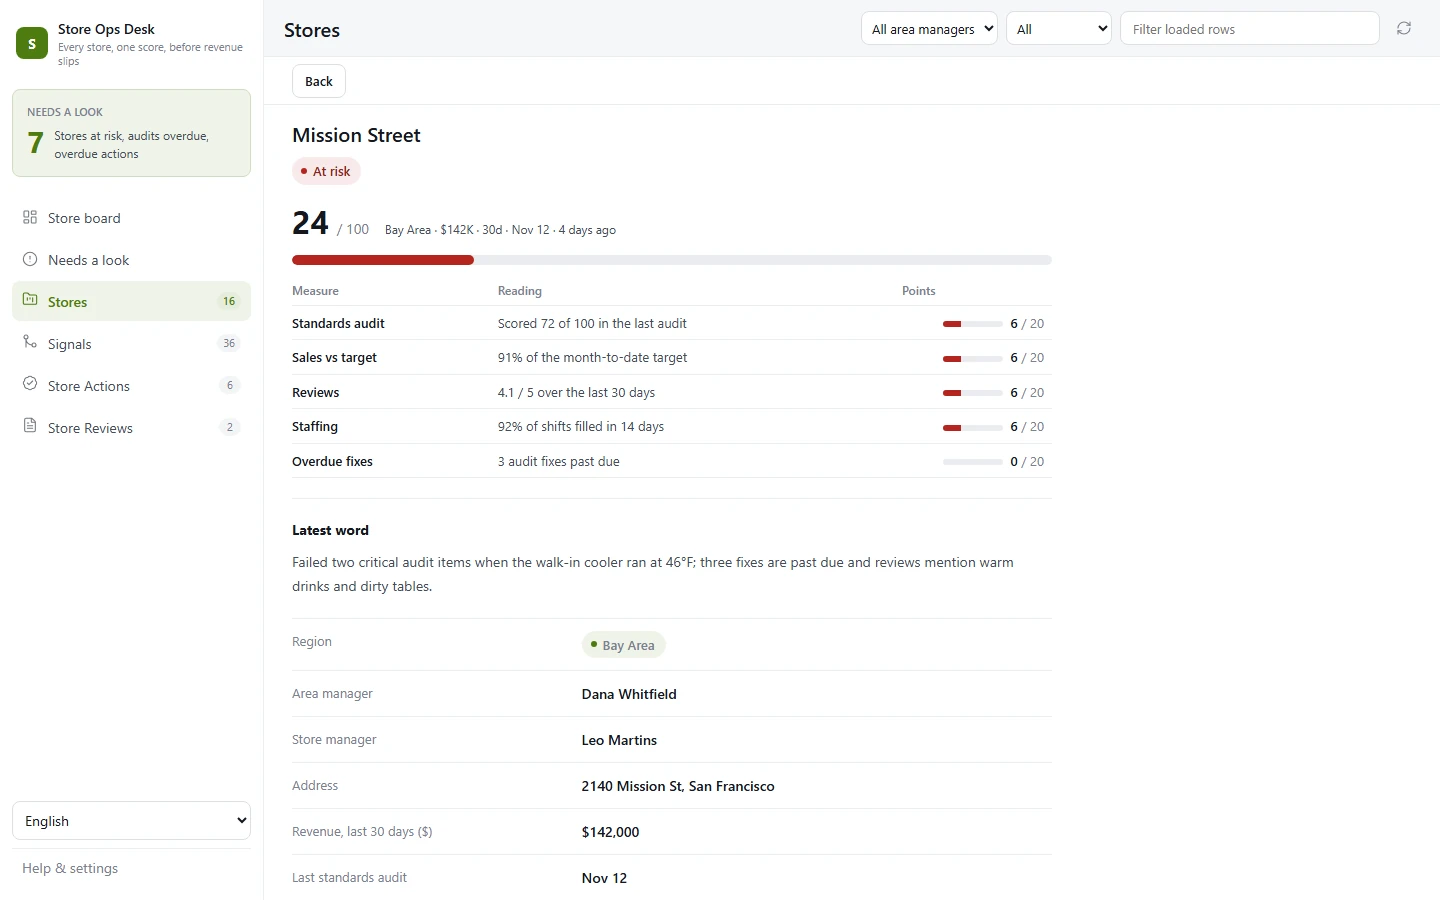 S
Store Ops Desk
Every store, one score, before revenue
slips
NEEDS A LOOK
7
Stores at risk, audits overdue,
overdue actions
Store board
Needs a look
Stores 16
Signals 36
Store Actions 6
Store Reviews 2
English
Help & settings
Stores
All area managers
All
Filter loaded rows
Back
Mission Street
At risk
24 / 100 Bay Area · $142K · 30d · Nov 12 · 4 days ago
Measure Reading Points
Standards audit Scored 72 of 100 in the last audit 6 / 20
Sales vs target 91% of the month-to-date target 6 / 20
Reviews 4.1 / 5 over the last 30 days 6 / 20
Staffing 92% of shifts filled in 14 days 6 / 20
Overdue fixes 3 audit fixes past due 0 / 20
Latest word
Failed two critical audit items when the walk-in cooler ran at 46°F; three fixes are past due and reviews mention warm
drinks and dirty tables.
Region Bay Area
Area manager Dana Whitfield
Store manager Leo Martins
Address 2140 Mission St, San Francisco
Revenue, last 30 days ($) $142,000
Last standards audit Nov 12